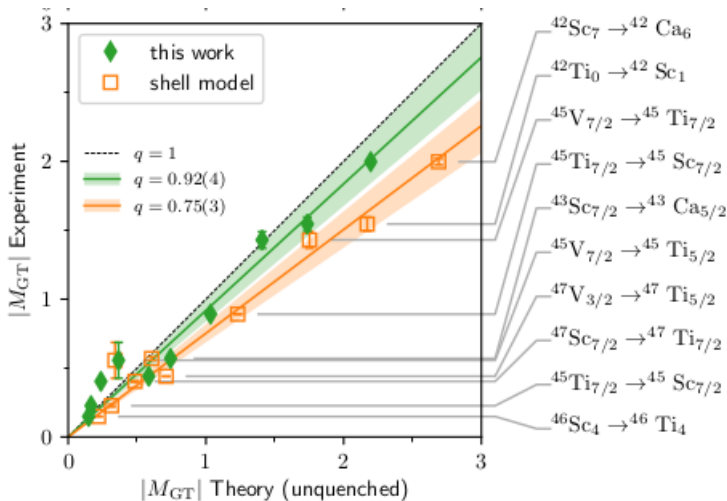 3
this work
shell model
q = 1
q = 0.92(4)
q = 0.75(3)
2
1
0
0
1
2
3
|M_GT| Experiment
|M_GT| Theory (unquenched)
⁴²Sc₇ → ⁴² Ca₆
⁴²Ti₀ → ⁴² Sc₁
⁴⁵V₇/₂ → ⁴⁵ Ti₇/₂
⁴⁵Ti₇/₂ → ⁴⁵ Sc₇/₂
⁴³Sc₇/₂ → ⁴³ Ca₅/₂
⁴⁵V₇/₂ → ⁴⁵ Ti₅/₂
⁴⁷V₃/₂ → ⁴⁷ Ti₅/₂
⁴⁷Sc₇/₂ → ⁴⁷ Ti₇/₂
⁴⁵Ti₇/₂ → ⁴⁵ Sc₇/₂
⁴⁶Sc₄ → ⁴⁶ Ti₄